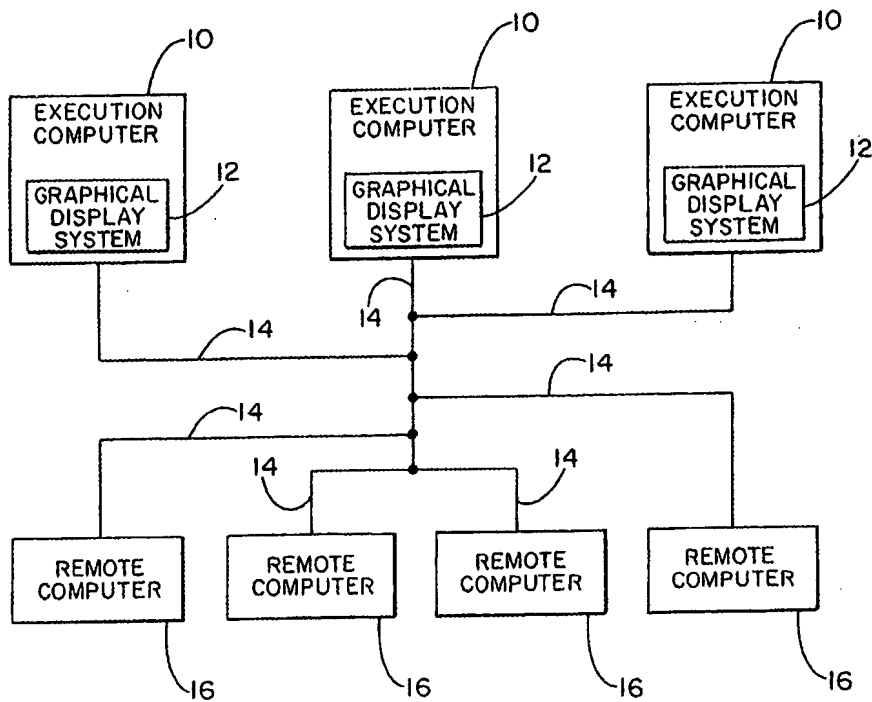 10
10
10
EXECUTION
COMPUTER
EXECUTION
COMPUTER
EXECUTION
COMPUTER
12
12
12
GRAPHICAL
DISPLAY
SYSTEM
GRAPHICAL
DISPLAY
SYSTEM
GRAPHICAL
DISPLAY
SYSTEM
14
14
14
14
14
14
14
REMOTE
COMPUTER
REMOTE
COMPUTER
REMOTE
COMPUTER
REMOTE
COMPUTER
16
16
16
16